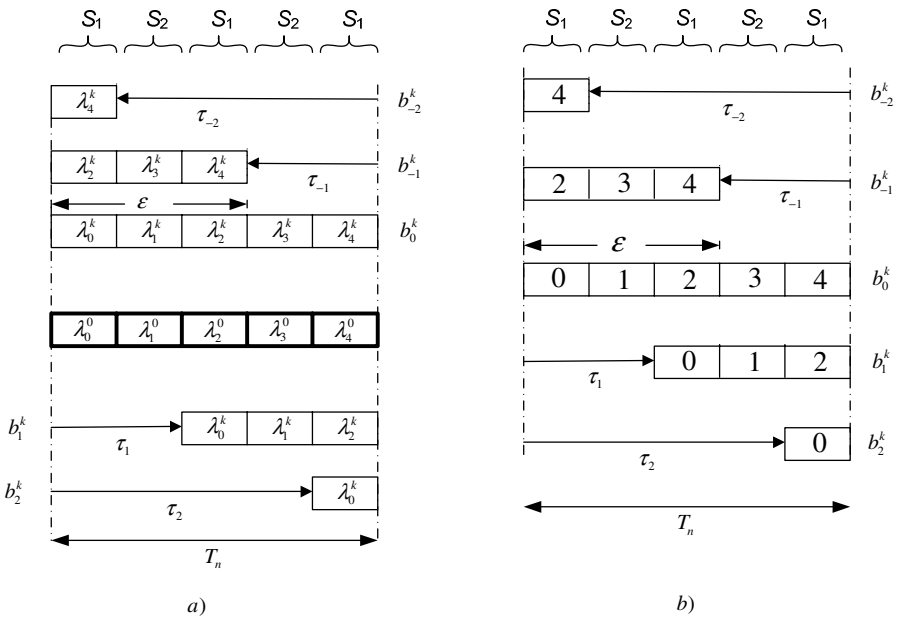 S₁ S₂ S₁ S₂ S₁
λ₄ᵏ b₋₂ᵏ
τ₋₂
λ₂ᵏ λ₃ᵏ λ₄ᵏ b₋₁ᵏ
τ₋₁
ε
λ₀ᵏ λ₁ᵏ λ₂ᵏ λ₃ᵏ λ₄ᵏ b₀ᵏ
λ₀⁰ λ₁⁰ λ₂⁰ λ₃⁰ λ₄⁰
b₁ᵏ λ₀ᵏ λ₁ᵏ λ₂ᵏ
τ₁
b₂ᵏ λ₀ᵏ
τ₂
Tₙ
a)
S₁ S₂ S₁ S₂ S₁
4 b₋₂ᵏ
τ₋₂
2 3 4 b₋₁ᵏ
τ₋₁
ε
0 1 2 3 4 b₀ᵏ
0 1 2 b₁ᵏ
τ₁
0 b₂ᵏ
τ₂
Tₙ
b)